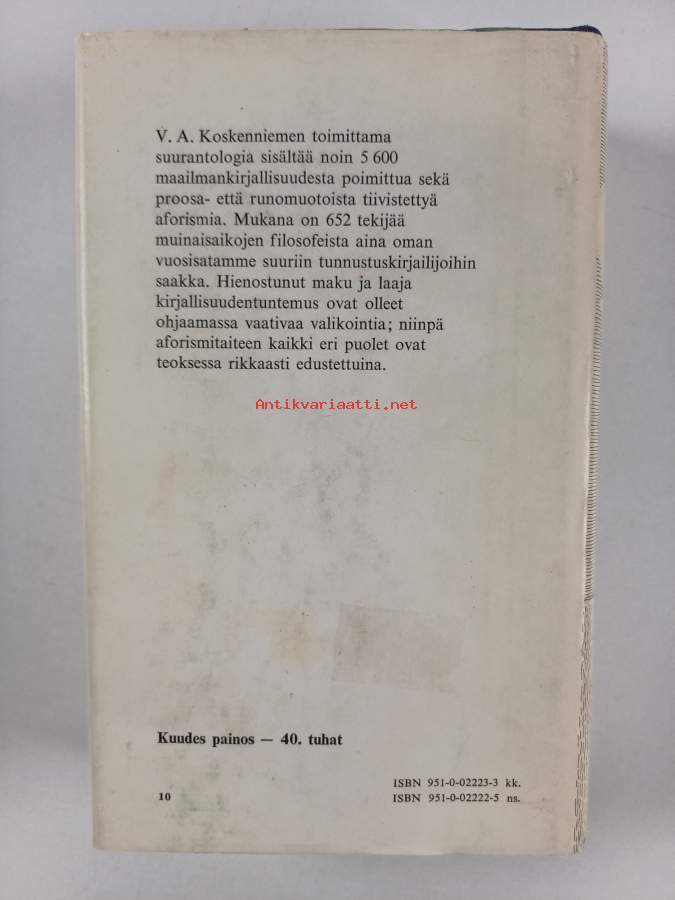 V. A. Koskenniemen toimittama
suurantologia sisältää noin 5 600
maailmankirjallisuudesta poimittua sekä
proosa- että runomuotoista tiivistettyä
aforismia. Mukana on 652 tekijää
muinaisaikojen filosofeista aina oman
vuosisatamme suuriin tunnustuskirjailijoihin
saakka. Hienostunut maku ja laaja
kirjallisuudentuntemus ovat olleet
ohjaamassa vaativaa valikointia; niinpä
aforismitaiteen kaikki eri puolet ovat
teoksessa rikkaasti edustettuina.
Antikvariaatti.net
Kuudes painos — 40. tuhat
ISBN 951-0-02223-3 kk.
10 ISBN 951-0-02222-5 ns.